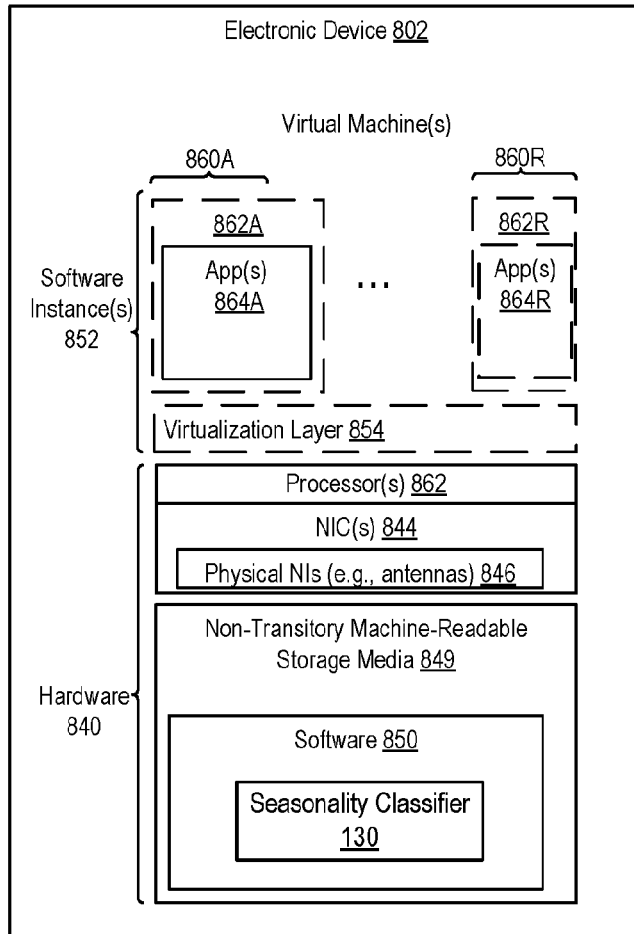 Electronic Device 802
Virtual Machine(s)
860A
860R
862A
862R
App(s)
864A
...
App(s)
864R
Software
Instance(s)
852
Virtualization Layer 854
Processor(s) 862
NIC(s) 844
Physical NIs (e.g., antennas) 846
Non-Transitory Machine-Readable
Storage Media 849
Hardware
840
Software 850
Seasonality Classifier
130